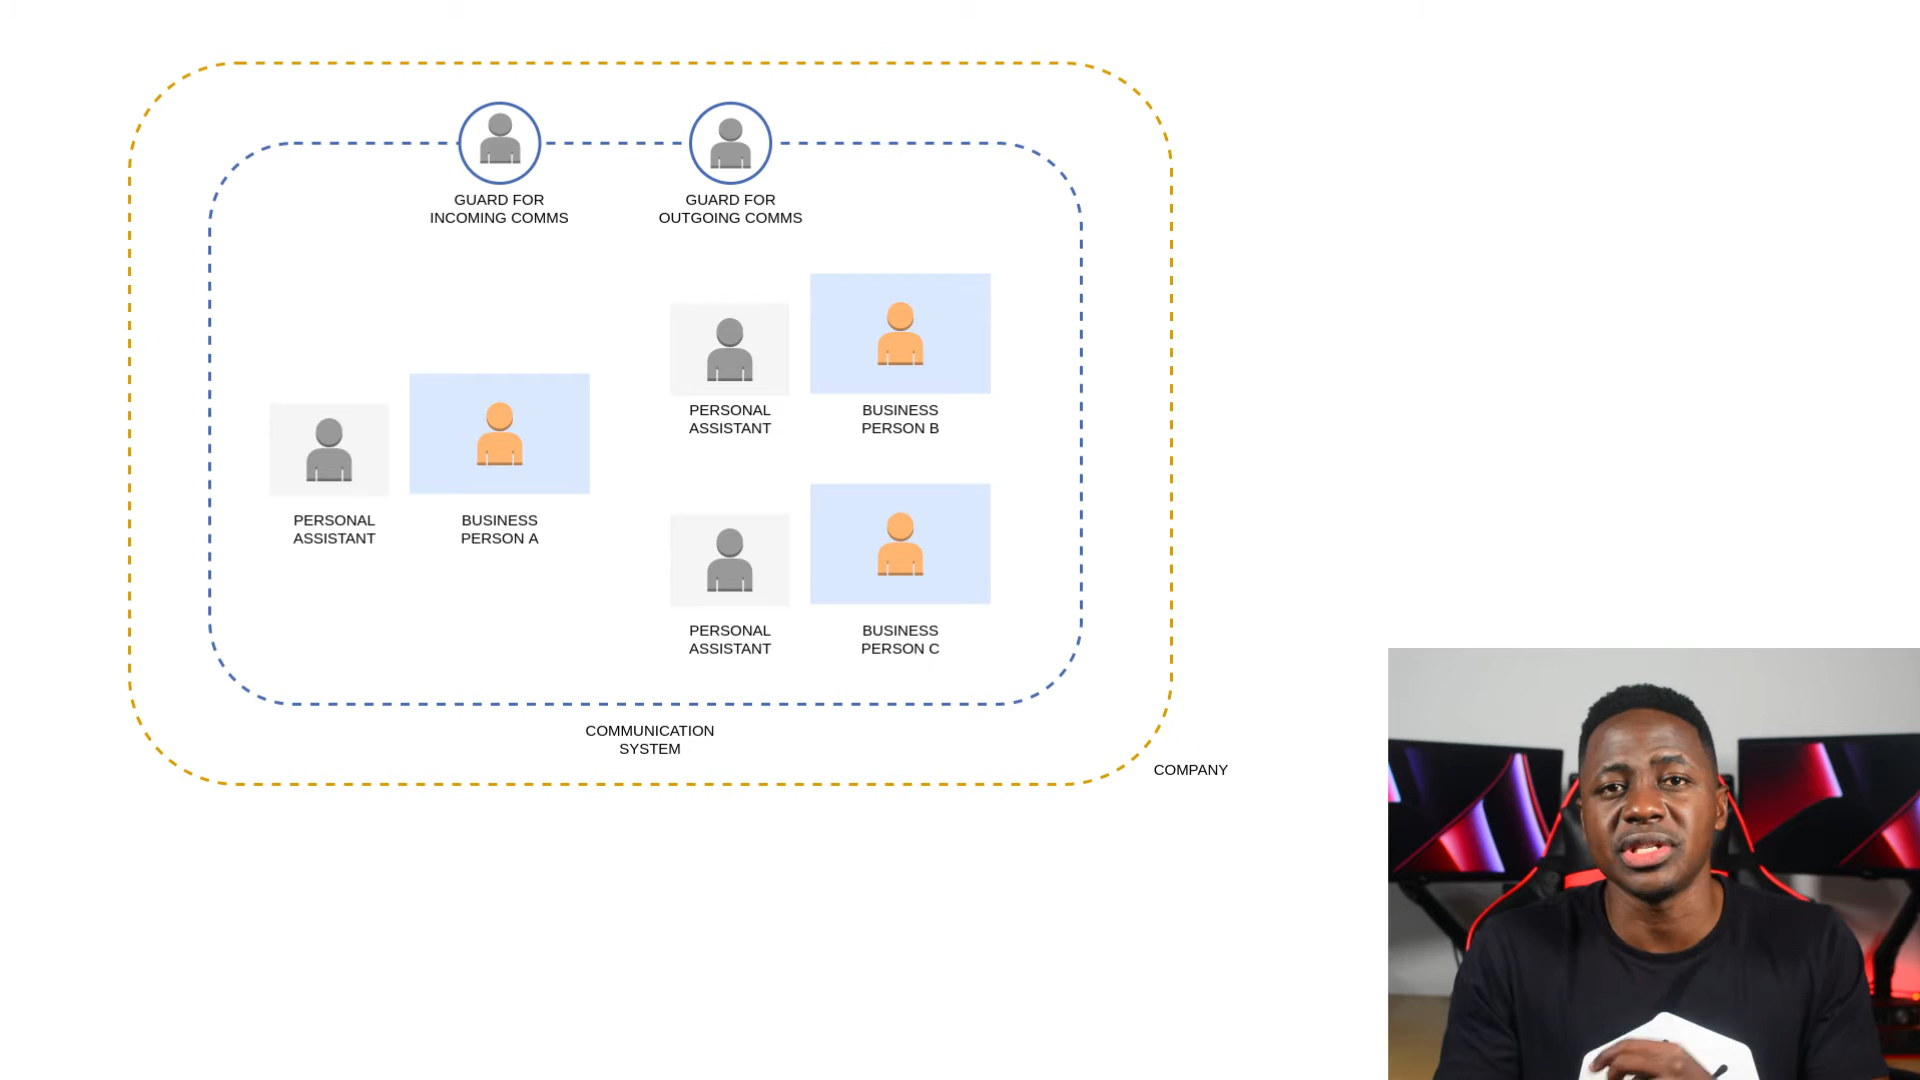 GUARD FOR
INCOMING COMMS
GUARD FOR
OUTGOING COMMS
PERSONAL
ASSISTANT
BUSINESS
PERSON B
PERSONAL
ASSISTANT
BUSINESS
PERSON A
PERSONAL
ASSISTANT
BUSINESS
PERSON C
COMMUNICATION
SYSTEM
COMPANY